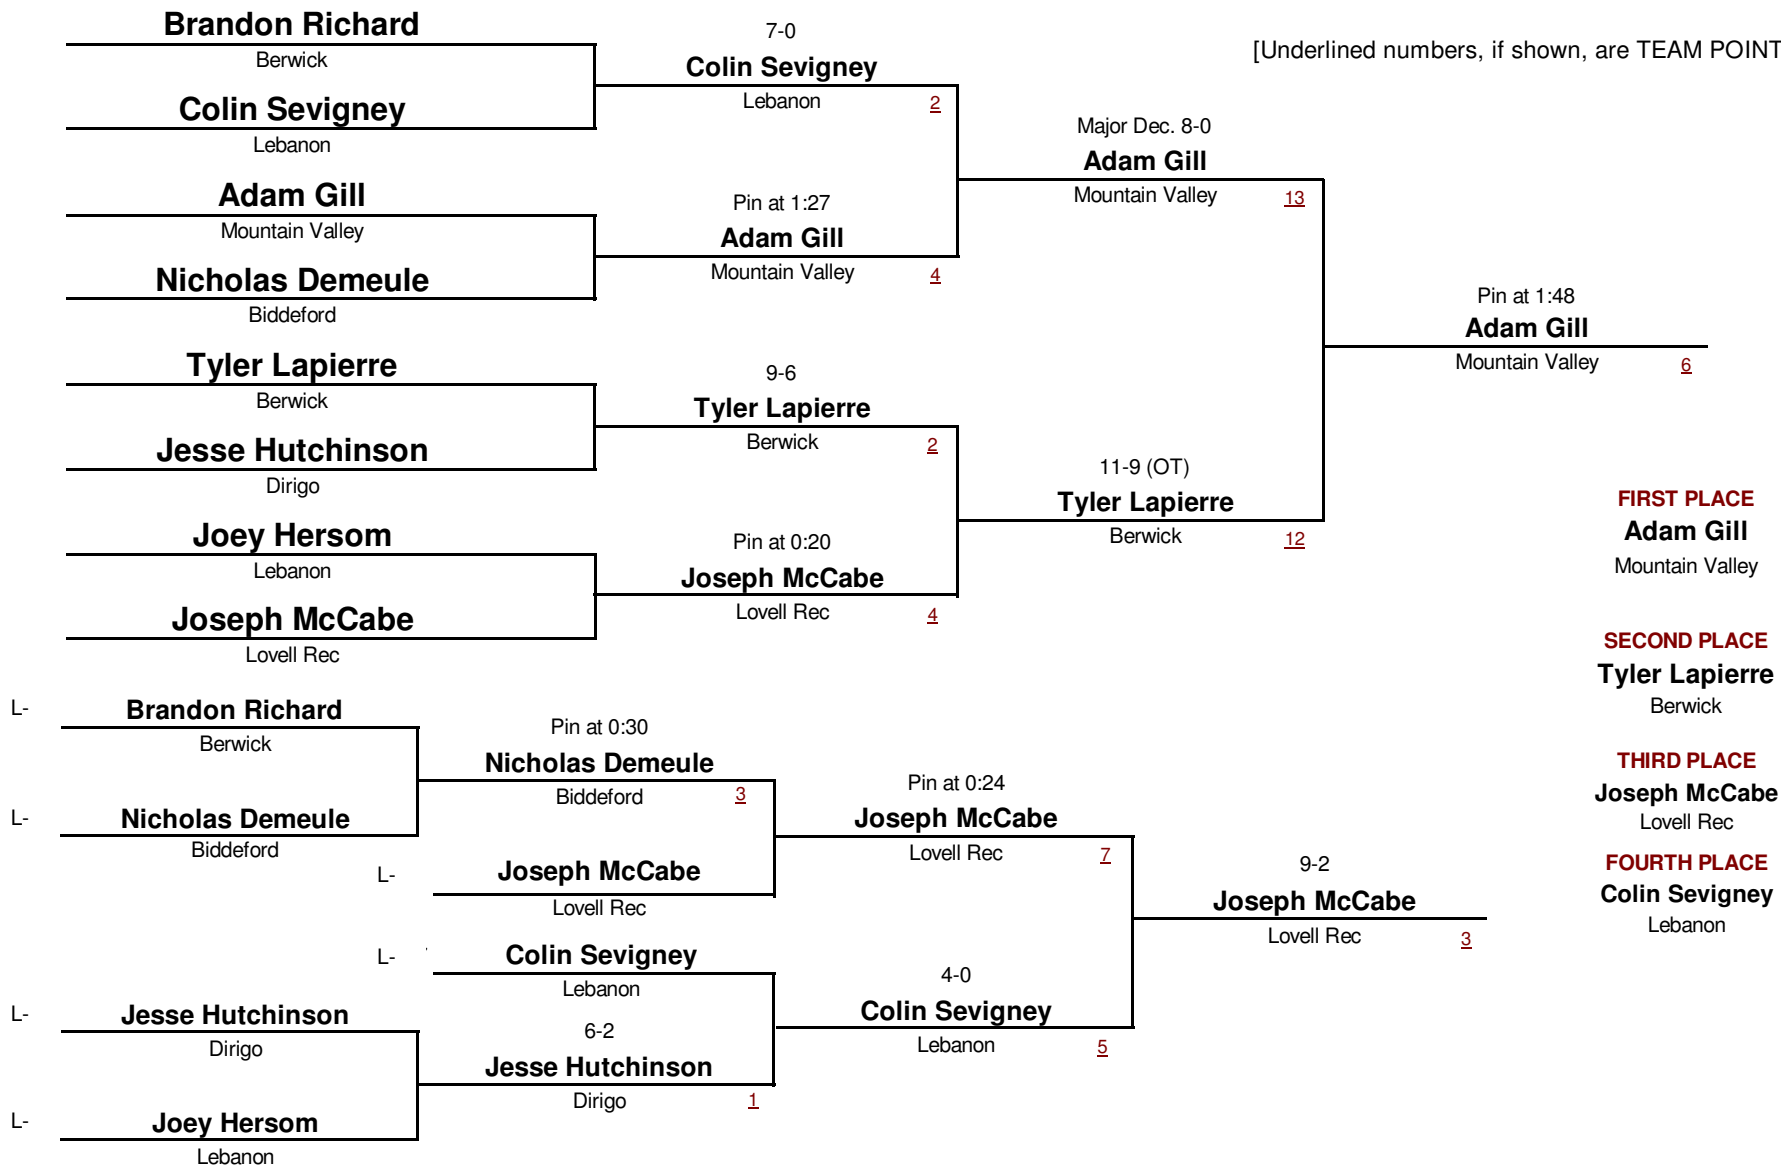 Brandon Richard
Berwick
Colin Sevigney
Lebanon
Adam Gill
Mountain Valley
Nicholas Demeule
Biddeford
Tyler Lapierre
Berwick
Jesse Hutchinson
Dirigo
Joey Hersom
Lebanon
Joseph McCabe
Lovell Rec
7-0
Colin Sevigney
Lebanon 2
Pin at 1:27
Adam Gill
Mountain Valley 4
9-6
Tyler Lapierre
Berwick 2
Pin at 0:20
Joseph McCabe
Lovell Rec 4
[Underlined numbers, if shown, are TEAM POINT
Major Dec. 8-0
Adam Gill
Mountain Valley 13
11-9 (OT)
Tyler Lapierre
Berwick 12
Pin at 1:48
Adam Gill
Mountain Valley 6
FIRST PLACE
Adam Gill
Mountain Valley
SECOND PLACE
Tyler Lapierre
Berwick
THIRD PLACE
Joseph McCabe
Lovell Rec
FOURTH PLACE
Colin Sevigney
Lebanon
L- Brandon Richard
Berwick
L- Nicholas Demeule
Biddeford
Pin at 0:30
Nicholas Demeule
Biddeford 3
L- Joseph McCabe
Lovell Rec
L- Colin Sevigney
Lebanon
L- Jesse Hutchinson
Dirigo
L- Joey Hersom
Lebanon
6-2
Jesse Hutchinson
Dirigo 1
Pin at 0:24
Joseph McCabe
Lovell Rec 7
4-0
Colin Sevigney
Lebanon 5
9-2
Joseph McCabe
Lovell Rec 3